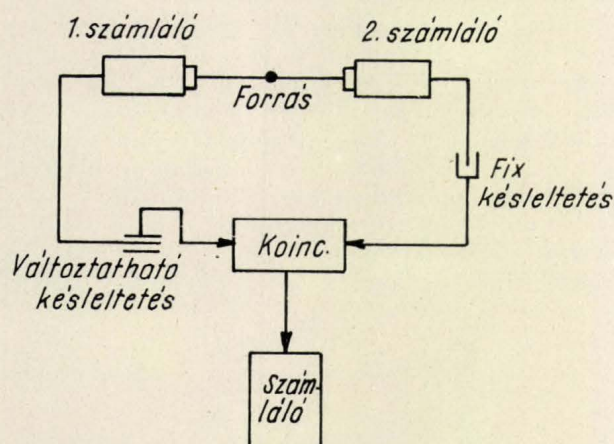 1. számláló
2. számláló
Forrás
Fix
késleltetés
Koinc.
Változtatható
késleltetés
Szám-
láló